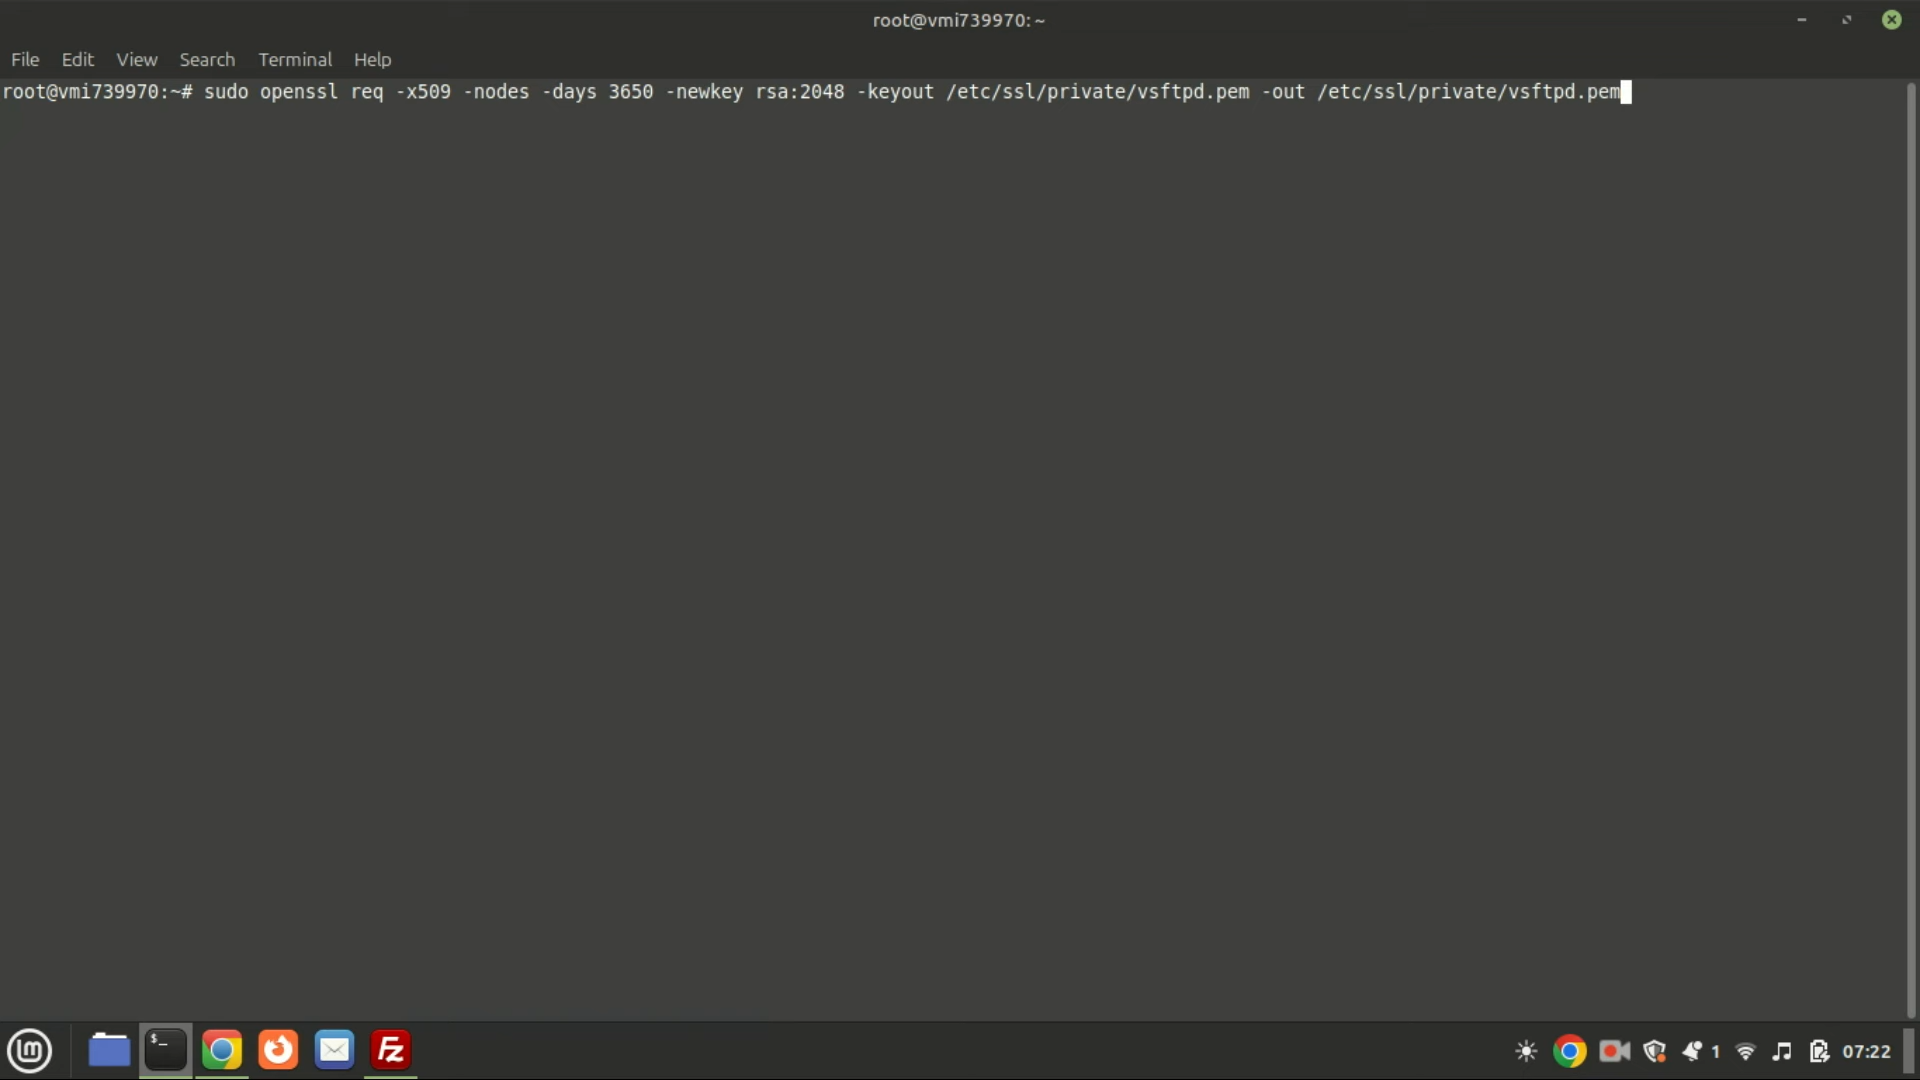 root@vmi739970: ~
File Edit View Search Terminal Help
root@vmi739970:~# sudo openssl req -x509 -nodes -days 3650 -newkey rsa:2048 -keyout /etc/ssl/private/vsftpd.pem -out /etc/ssl/private/vsftpd.pem
$_
Fz
1 07:22